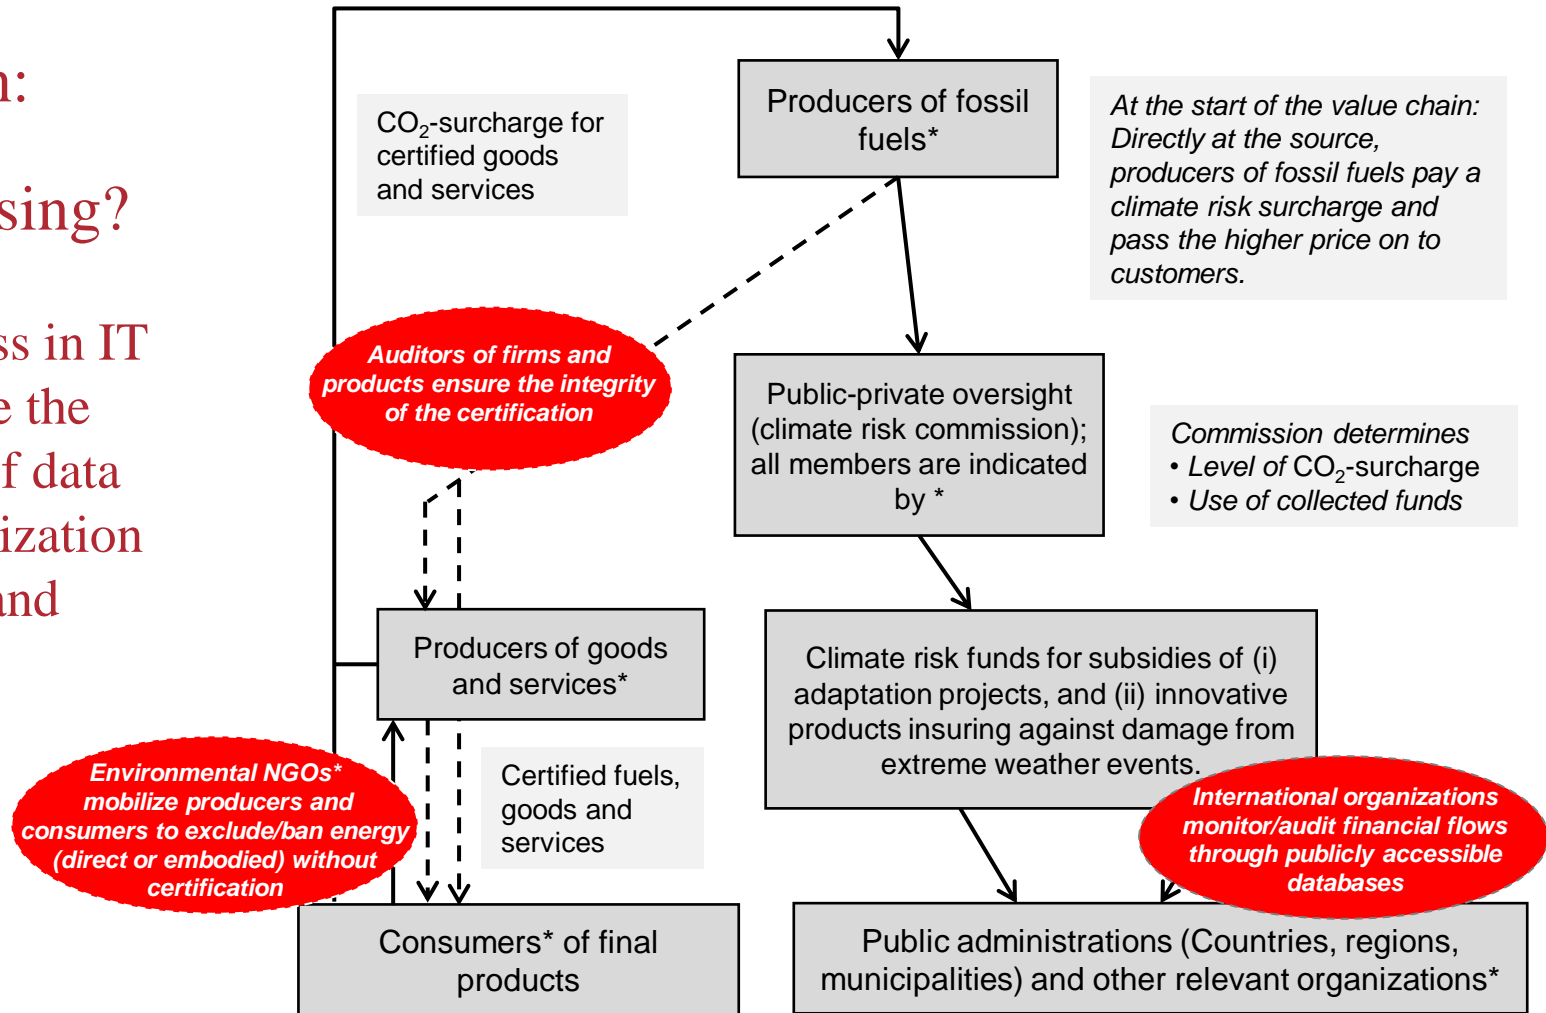 n:
sing?
ss in IT
e the
f data
ization
and
CO₂-surcharge for
certified goods
and services
Producers of fossil
fuels*
At the start of the value chain:
Directly at the source,
producers of fossil fuels pay a
climate risk surcharge and
pass the higher price on to
customers.
Auditors of firms and
products ensure the integrity
of the certification
Public-private oversight
(climate risk commission);
all members are indicated
by *
Commission determines
• Level of CO₂-surcharge
• Use of collected funds
Producers of goods
and services*
Climate risk funds for subsidies of (i)
adaptation projects, and (ii) innovative
products insuring against damage from
extreme weather events.
Environmental NGOs*
mobilize producers and
consumers to exclude/ban energy
(direct or embodied) without
certification
Certified fuels,
goods and
services
International organizations
monitor/audit financial flows
through publicly accessible
databases
Consumers* of final
products
Public administrations (Countries, regions,
municipalities) and other relevant organizations*